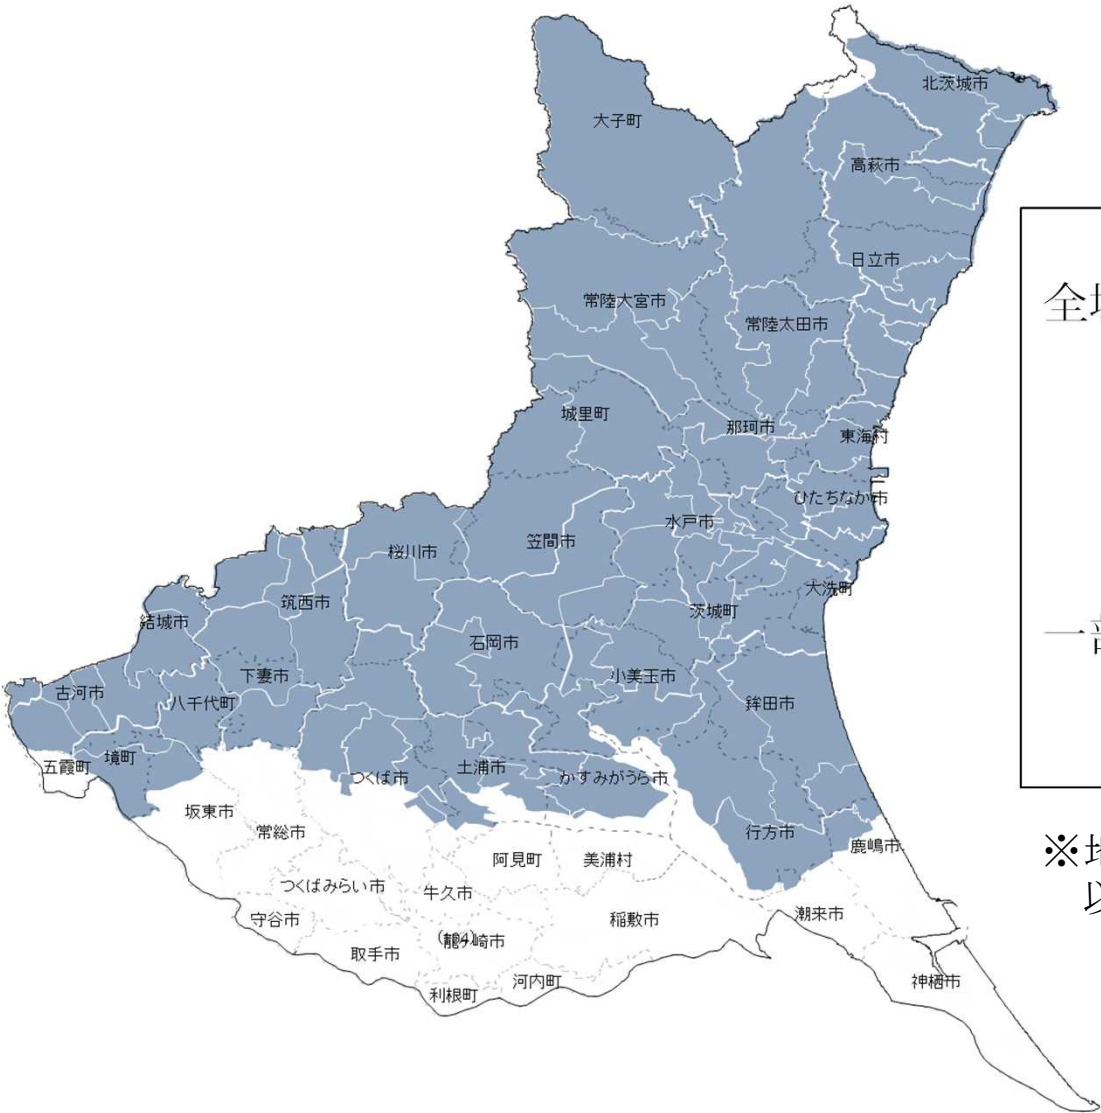 北茨城市
大子町
高萩市
日立市
常陸大宮市
常陸太田市
全
城里町
那珂市
東海村
ひたちなか市
水戸市
笠間市
桜川市
大洗町
筑西市
茨城町
結城市
石岡市
一
下妻市
小美玉市
古河市
八千代町
鉾田市
境町
五霞町
土浦市
つくば市
かすみがうら市
坂東市
常総市
行方市
鹿嶋市
※
阿見町
美浦村
つくばみらい市
牛久市
以
守谷市
稲敷市
潮来市
龍ヶ崎市
取手市
河内町
神栖市
利根町